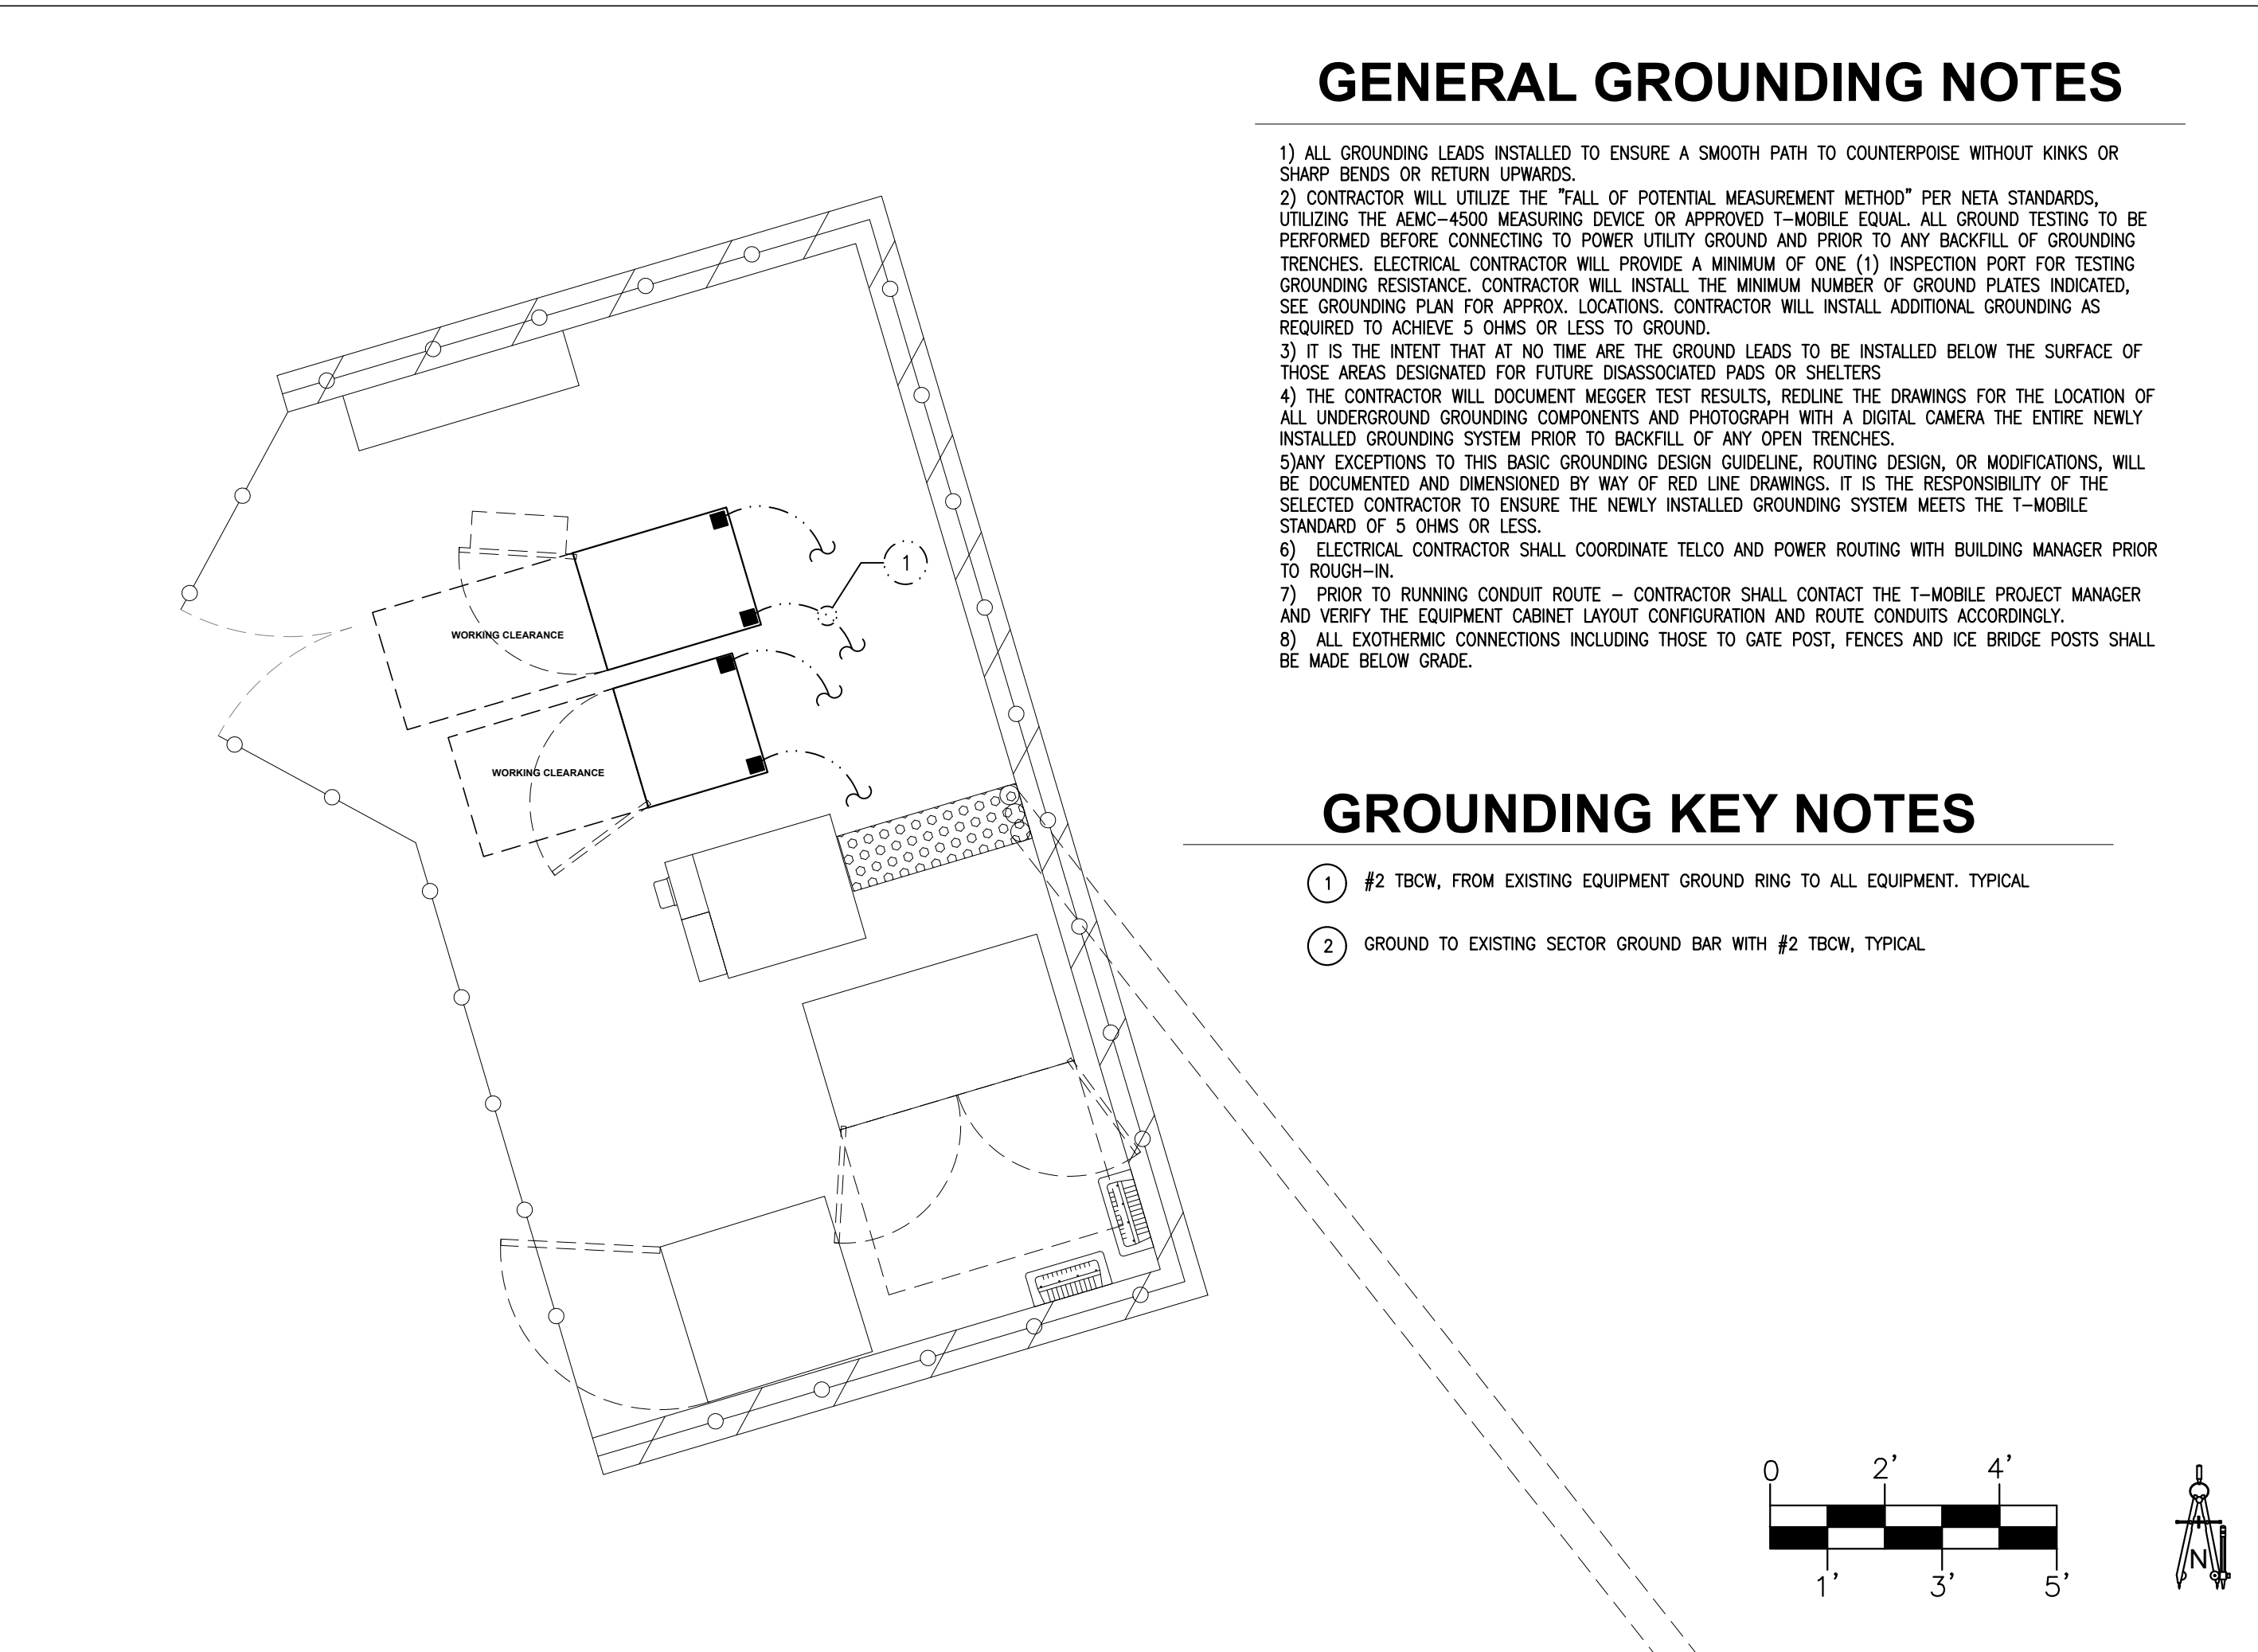 GENERAL GROUNDING NOTES
1) ALL GROUNDING LEADS INSTALLED TO ENSURE A SMOOTH PATH TO COUNTERPOISE WITHOUT KINKS OR
SHARP BENDS OR RETURN UPWARDS.
2) CONTRACTOR WILL UTILIZE THE "FALL OF POTENTIAL MEASUREMENT METHOD" PER NETA STANDARDS,
UTILIZING THE AEMC-4500 MEASURING DEVICE OR APPROVED T-MOBILE EQUAL. ALL GROUND TESTING TO BE
PERFORMED BEFORE CONNECTING TO POWER UTILITY GROUND AND PRIOR TO ANY BACKFILL OF GROUNDING
TRENCHES. ELECTRICAL CONTRACTOR WILL PROVIDE A MINIMUM OF ONE (1) INSPECTION PORT FOR TESTING
GROUNDING RESISTANCE. CONTRACTOR WILL INSTALL THE MINIMUM NUMBER OF GROUND PLATES INDICATED,
SEE GROUNDING PLAN FOR APPROX. LOCATIONS. CONTRACTOR WILL INSTALL ADDITIONAL GROUNDING AS
REQUIRED TO ACHIEVE 5 OHMS OR LESS TO GROUND.
3) IT IS THE INTENT THAT AT NO TIME ARE THE GROUND LEADS TO BE INSTALLED BELOW THE SURFACE OF
THOSE AREAS DESIGNATED FOR FUTURE DISASSOCIATED PADS OR SHELTERS
4) THE CONTRACTOR WILL DOCUMENT MEGGER TEST RESULTS, REDLINE THE DRAWINGS FOR THE LOCATION OF
ALL UNDERGROUND GROUNDING COMPONENTS AND PHOTOGRAPH WITH A DIGITAL CAMERA THE ENTIRE NEWLY
INSTALLED GROUNDING SYSTEM PRIOR TO BACKFILL OF ANY OPEN TRENCHES.
5)ANY EXCEPTIONS TO THIS BASIC GROUNDING DESIGN GUIDELINE, ROUTING DESIGN, OR MODIFICATIONS, WILL
BE DOCUMENTED AND DIMENSIONED BY WAY OF RED LINE DRAWINGS. IT IS THE RESPONSIBILITY OF THE
SELECTED CONTRACTOR TO ENSURE THE NEWLY INSTALLED GROUNDING SYSTEM MEETS THE T-MOBILE
STANDARD OF 5 OHMS OR LESS.
6) ELECTRICAL CONTRACTOR SHALL COORDINATE TELCO AND POWER ROUTING WITH BUILDING MANAGER PRIOR
TO ROUGH-IN.
7) PRIOR TO RUNNING CONDUIT ROUTE - CONTRACTOR SHALL CONTACT THE T-MOBILE PROJECT MANAGER
AND VERIFY THE EQUIPMENT CABINET LAYOUT CONFIGURATION AND ROUTE CONDUITS ACCORDINGLY.
8) ALL EXOTHERMIC CONNECTIONS INCLUDING THOSE TO GATE POST, FENCES AND ICE BRIDGE POSTS SHALL
BE MADE BELOW GRADE.
1
WORKING CLEARANCE
WORKING CLEARANCE
GROUNDING KEY NOTES
1 #2 TBCW, FROM EXISTING EQUIPMENT GROUND RING TO ALL EQUIPMENT. TYPICAL
2 GROUND TO EXISTING SECTOR GROUND BAR WITH #2 TBCW, TYPICAL
0 2' 4'
1' 3' 5'
N